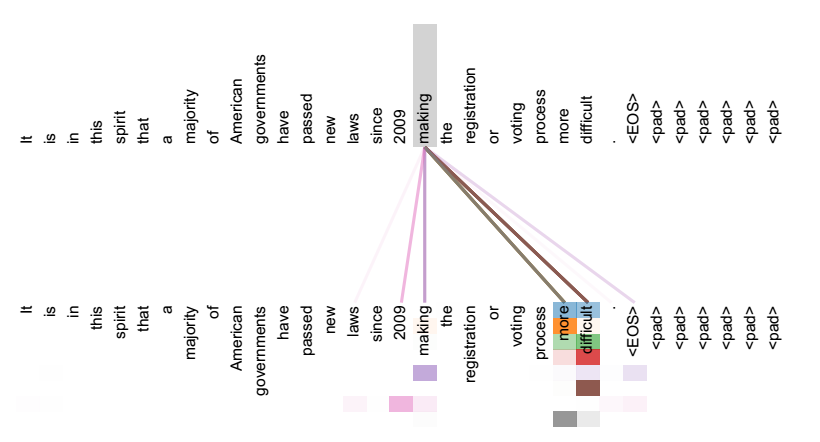 It is in this spirit that a majority of American governments have passed new laws since 2009 making the registration or voting process more difficult . <EOS> <pad> <pad> <pad> <pad> <pad> <pad>
It is in this spirit that a majority of American governments have passed new laws since 2009 making the registration or voting process more difficult . <EOS> <pad> <pad> <pad> <pad> <pad> <pad>